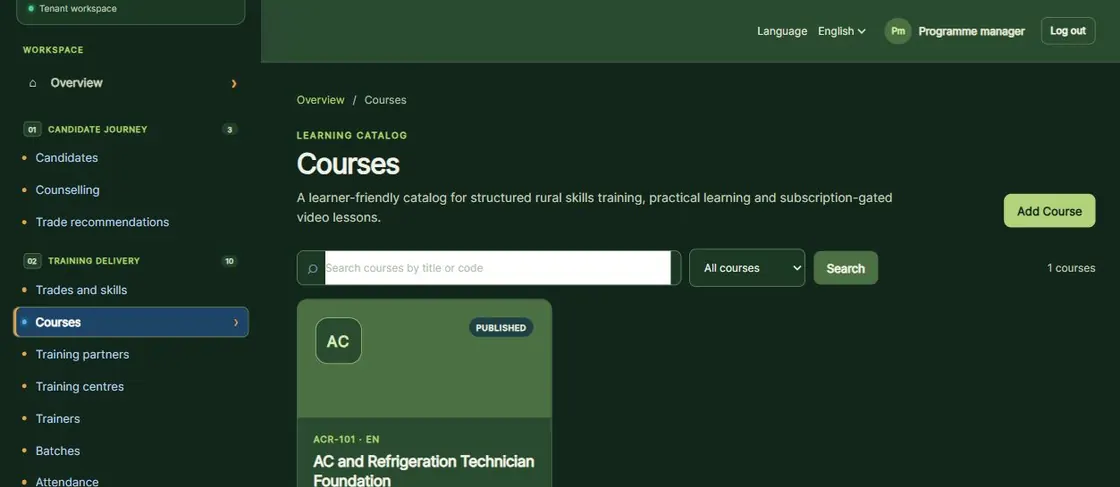 Tenant workspace
WORKSPACE
Overview
01 CANDIDATE JOURNEY 3
Candidates
Counselling
Trade recommendations
02 TRAINING DELIVERY 10
Trades and skills
Courses
Training partners
Training centres
Trainers
Batches
Attendance
Language English Pm Programme manager Log out
Overview / Courses
LEARNING CATALOG
Courses
A learner-friendly catalog for structured rural skills training, practical learning and subscription-gated
video lessons.
Add Course
Search courses by title or code All courses Search 1 courses
AC PUBLISHED
ACR-101 · EN
AC and Refrigeration Technician
Foundation